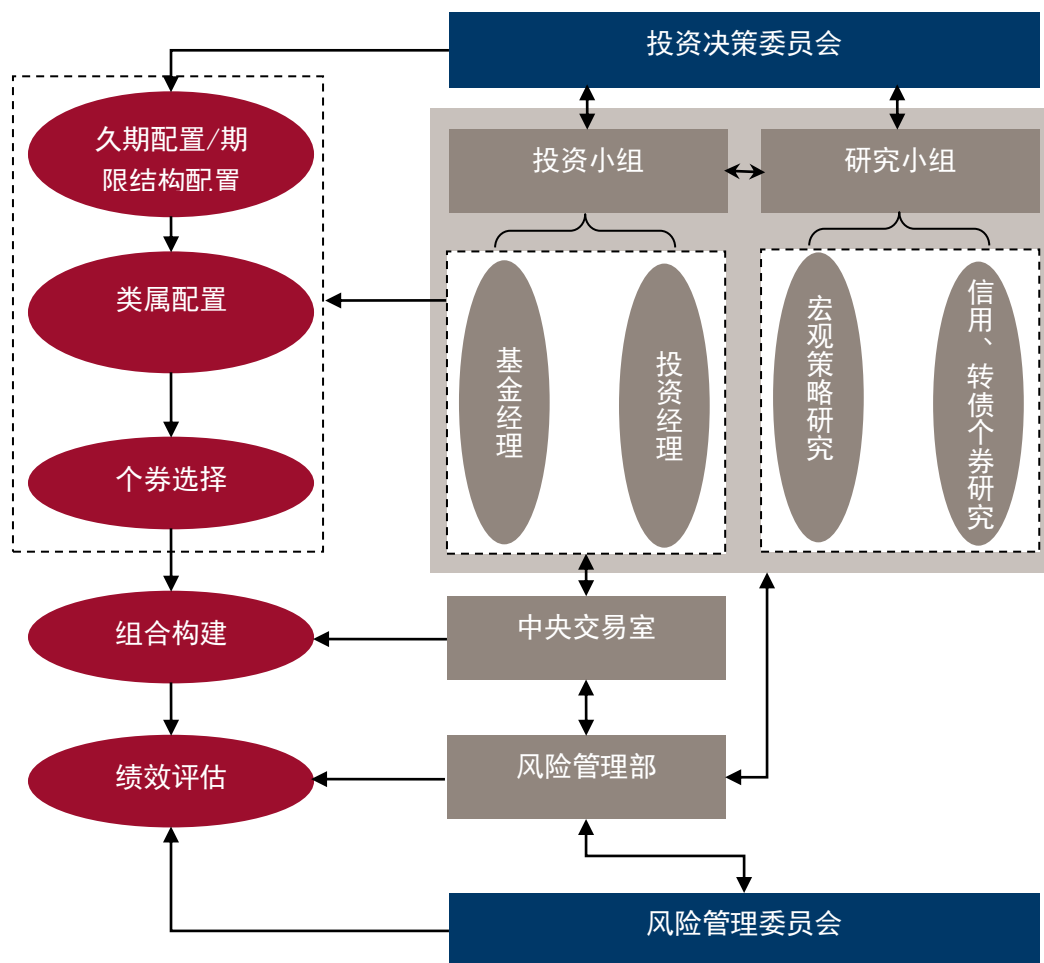 投资决策委员会
久期配置/期
限结构配置
投资小组
研究小组
类属配置
基金经理
投资经理
宏观策略研究
信用、转债个券研究
个券选择
组合构建
中央交易室
绩效评估
风险管理部
风险管理委员会